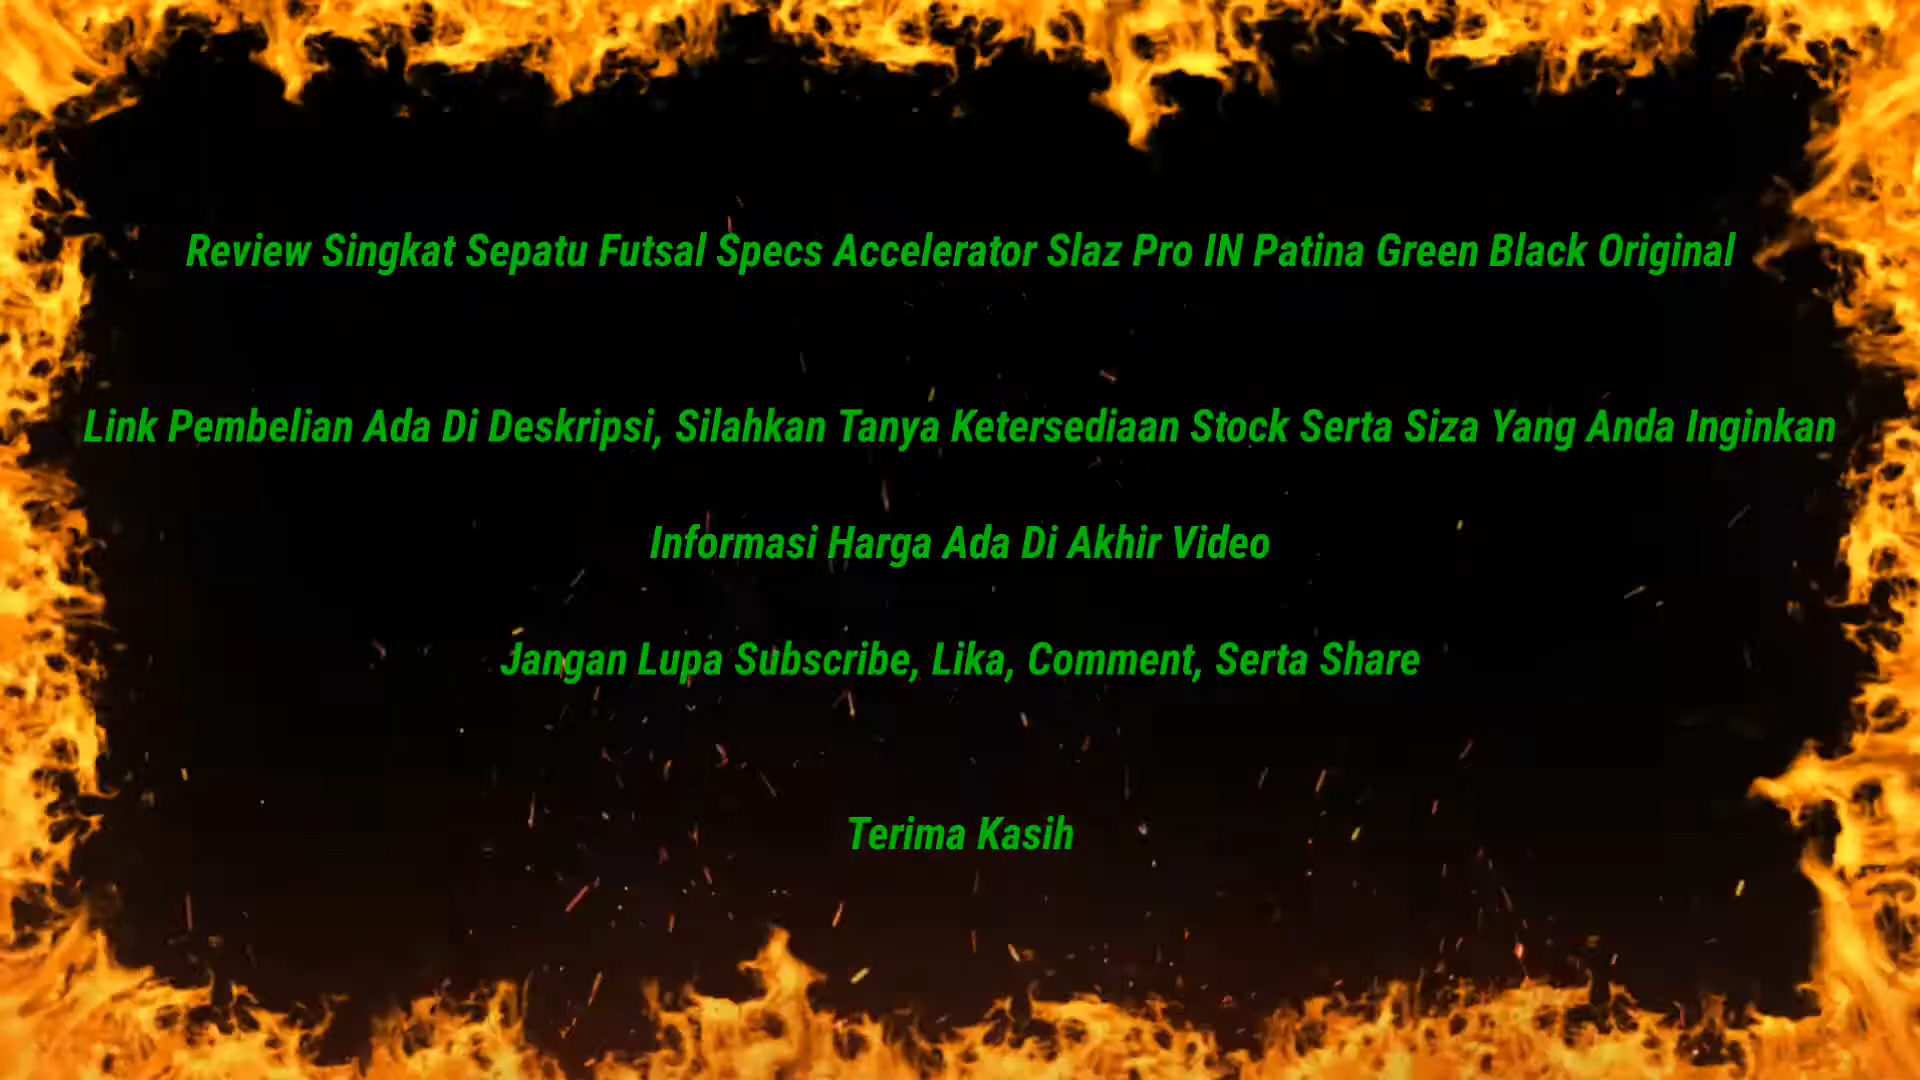 Review Singkat Sepatu Futsal Specs Accelerator Slaz Pro IN Patina Green Black Original
Link Pembelian Ada Di Deskripsi, Silahkan Tanya Ketersediaan Stock Serta Siza Yang Anda Inginkan
Informasi Harga Ada Di Akhir Video
Jangan Lupa Subscribe, Lika, Comment, Serta Share
Terima Kasih